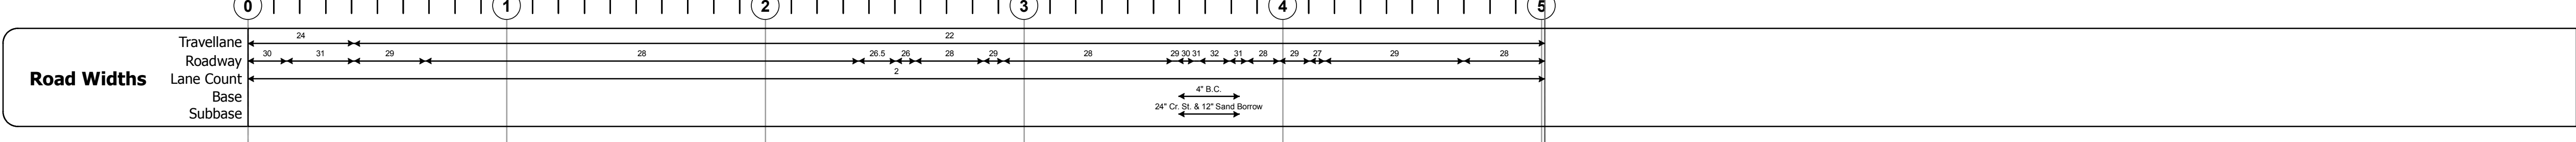 0 1 2 3 4 5
Travellane 24 22
Roadway 30 31 29 28 26.5 26 28 29 28 29 30 31 32 31 28 29 27 29 28
Road Widths
Lane Count 2
Base 4" B.C.
Subbase 24" Cr. St. & 12" Sand Borrow